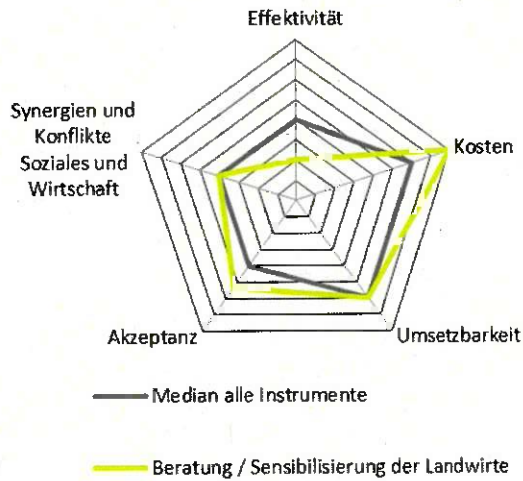 Effektivität
Synergien und
Konflikte
Soziales und
Wirtschaft
Kosten
Akzeptanz
Umsetzbarkeit
Median alle Instrumente
Beratung / Sensibilisierung der Landwirte